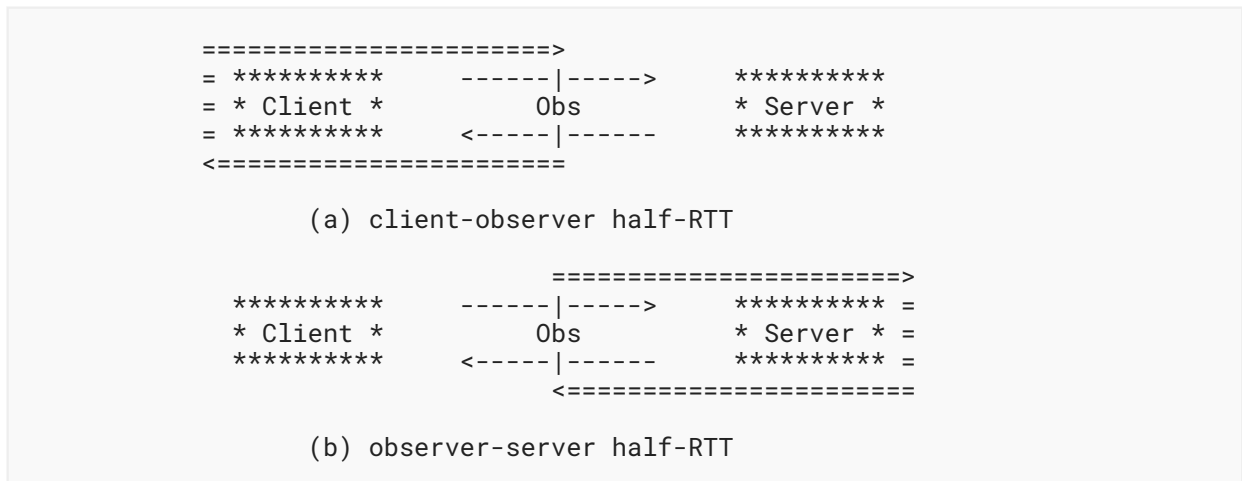 =======================>
= **********     ------|----->     **********
= * Client *         Obs          * Server *
= **********     <-----|------     **********
<=======================
(a) client-observer half-RTT
=======================>
**********     ------|----->     ********** =
* Client *         Obs          * Server * =
**********     <-----|------     ********** =
<=======================
(b) observer-server half-RTT